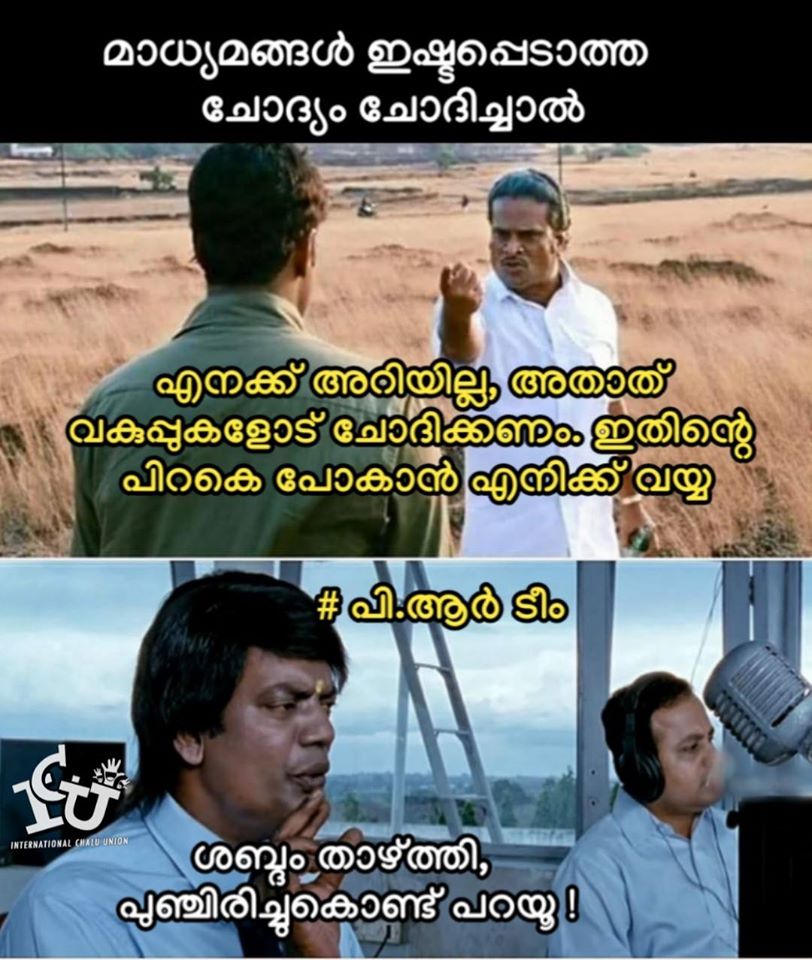 മാധ്യമങ്ങൾ ഇഷ്ടപ്പെടാത്ത
ചോദ്യം ചോദിച്ചാൽ
എനക്ക് അറിയില്ല, അതാത്
വകുപ്പുകളോട് ചോദിക്കണം. ഇതിന്റെ
പിറകെ പോകാൻ എനിക്ക് വയ്യ
# പി.ആർ ടീം
ICU
INTERNATIONAL CHALU UNION
ശബ്ദം താഴ്ത്തി,
പുഞ്ചിരിച്ചുകൊണ്ട് പറയൂ !